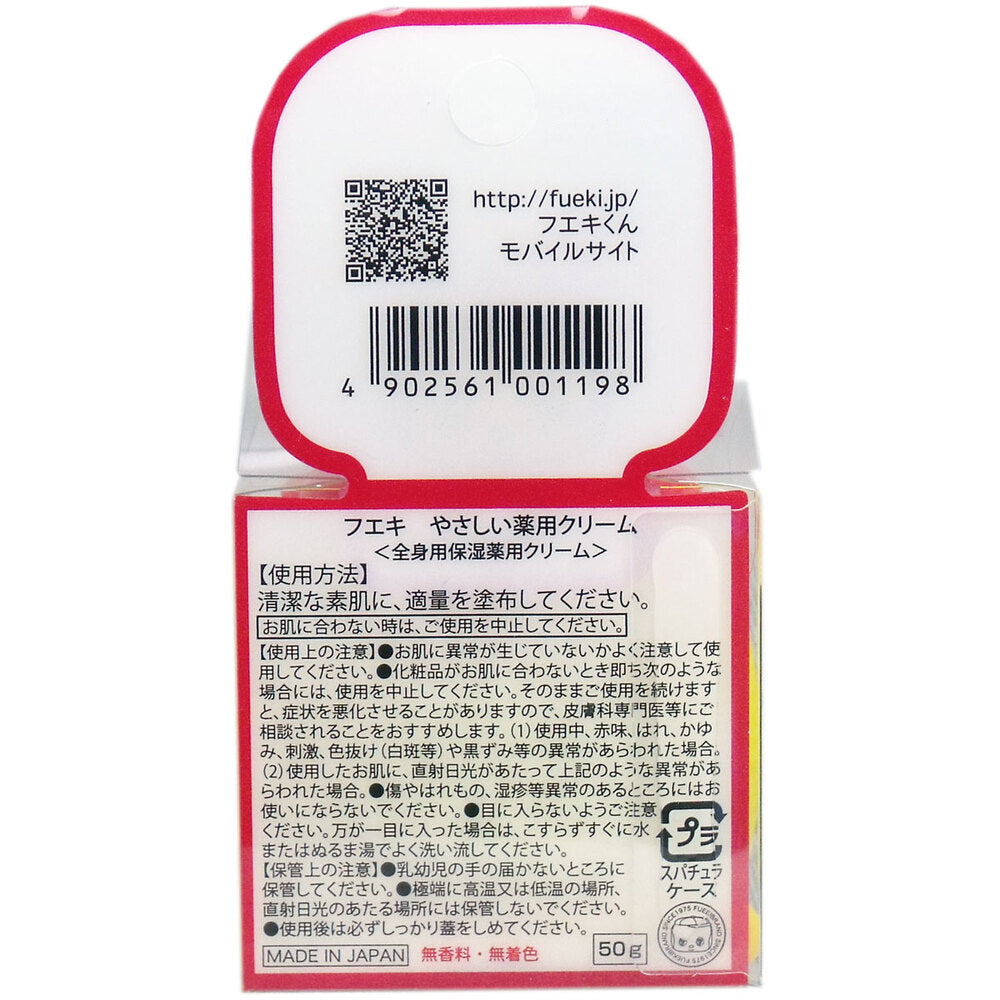 http://fueki.jp/
フエキくん
モバイルサイト
4 902561 001198
フエキ やさしい薬用クリーム
＜全身用保湿薬用クリーム＞
【使用方法】
清潔な素肌に、適量を塗布してください。
お肌に合わない時は、ご使用を中止してください。
【使用上の注意】●お肌に異常が生じていないかよく注意して使
用してください。●化粧品がお肌に合わないとき即ち次のような
場合には、使用を中止してください。そのままご使用を続けます
と、症状を悪化させることがありますので、皮膚科専門医等にご
相談されることをおすすめします。（1）使用中、赤味、はれ、かゆ
み、刺激、色抜け（白斑等）や黒ずみ等の異常があらわれた場合。
（2）使用したお肌に、直射日光があたって上記のような異常があ
らわれた場合。●傷やはれもの、湿疹等異常のあるところにはお
使いにならないでください。●目に入らないようご注意
ください。万が一目に入った場合は、こすらずすぐに水
またはぬるま湯でよく洗い流してください。
【保管上の注意】●乳幼児の手の届かないところに
保管してください。●極端に高温又は低温の場所、
直射日光のあたる場所には保管しないでください。
●使用後は必ずしっかり蓋をしめてください。
プラ
スパチュラ
ケース
SINCE1975 FUEKIBRAND SINCE1975 FUEKIBRAND
MADE IN JAPAN 無香料・無着色 50g